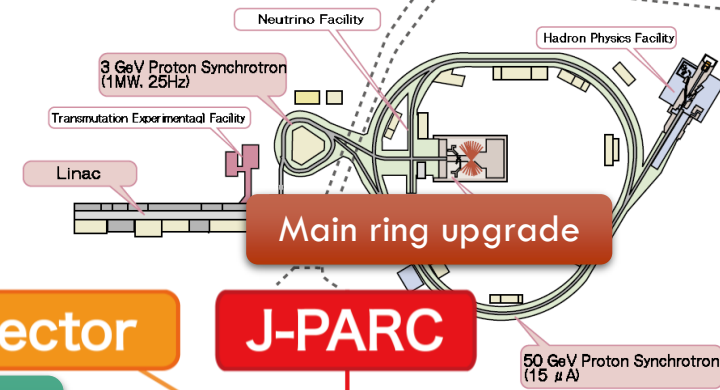 Neutrino Facility
Hadron Physics Facility
3 GeV Proton Synchrotron
(1MW, 25Hz)
Transmutation Experimentaql Facility
Linac
Main ring upgrade
ector
J-PARC
50 GeV Proton Synchrotron
(15 μA)